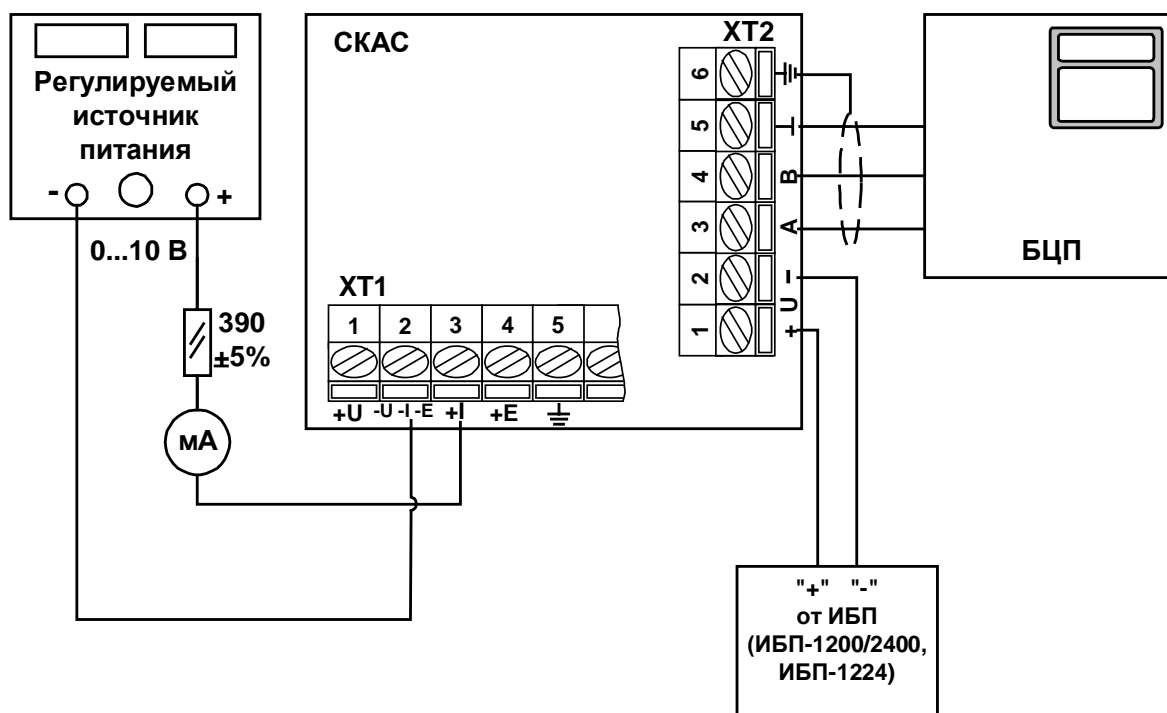 Регулируемый
источник
питания
- +
0...10 В
390
±5%
мА
СКАС
XT1
1 2 3 4 5
+U -U -I -E +I +E
XT2
6
5
4 B
3 A
2 -
U
1 +
БЦП
"+" "-"
от ИБП
(ИБП-1200/2400,
ИБП-1224)